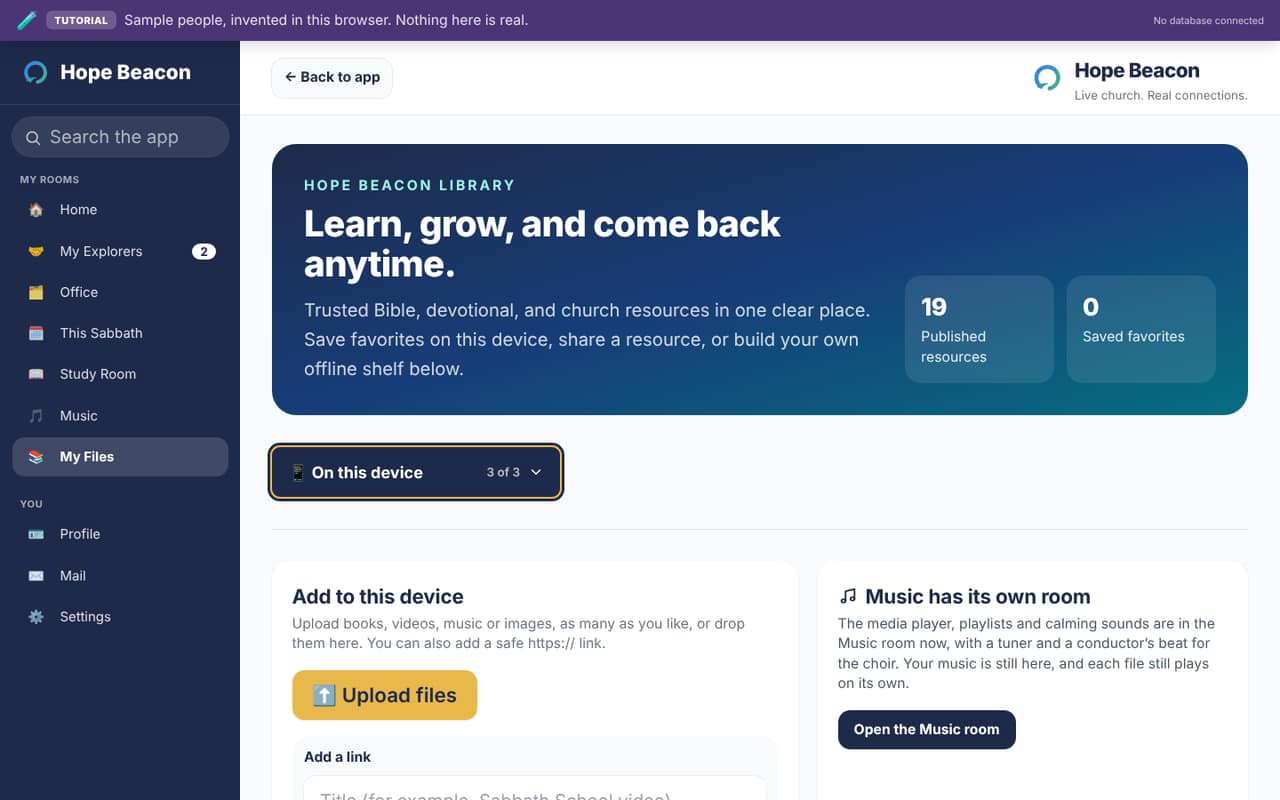 TUTORIAL Sample people, invented in this browser. Nothing here is real.
No database connected
Hope Beacon
Search the app
MY ROOMS
Home
My Explorers 2
Office
This Sabbath
Study Room
Music
My Files
YOU
Profile
Mail
Settings
← Back to app
Hope Beacon
Live church. Real connections.
HOPE BEACON LIBRARY
Learn, grow, and come back
anytime.
Trusted Bible, devotional, and church resources in one clear place.
Save favorites on this device, share a resource, or build your own
offline shelf below.
19
Published
resources
0
Saved favorites
On this device 3 of 3
Add to this device
Upload books, videos, music or images, as many as you like, or drop
them here. You can also add a safe https:// link.
Upload files
Add a link
Title (for example, Sabbath School video)
Music has its own room
The media player, playlists and calming sounds are in the
Music room now, with a tuner and a conductor’s beat for
the choir. Your music is still here, and each file still plays
on its own.
Open the Music room